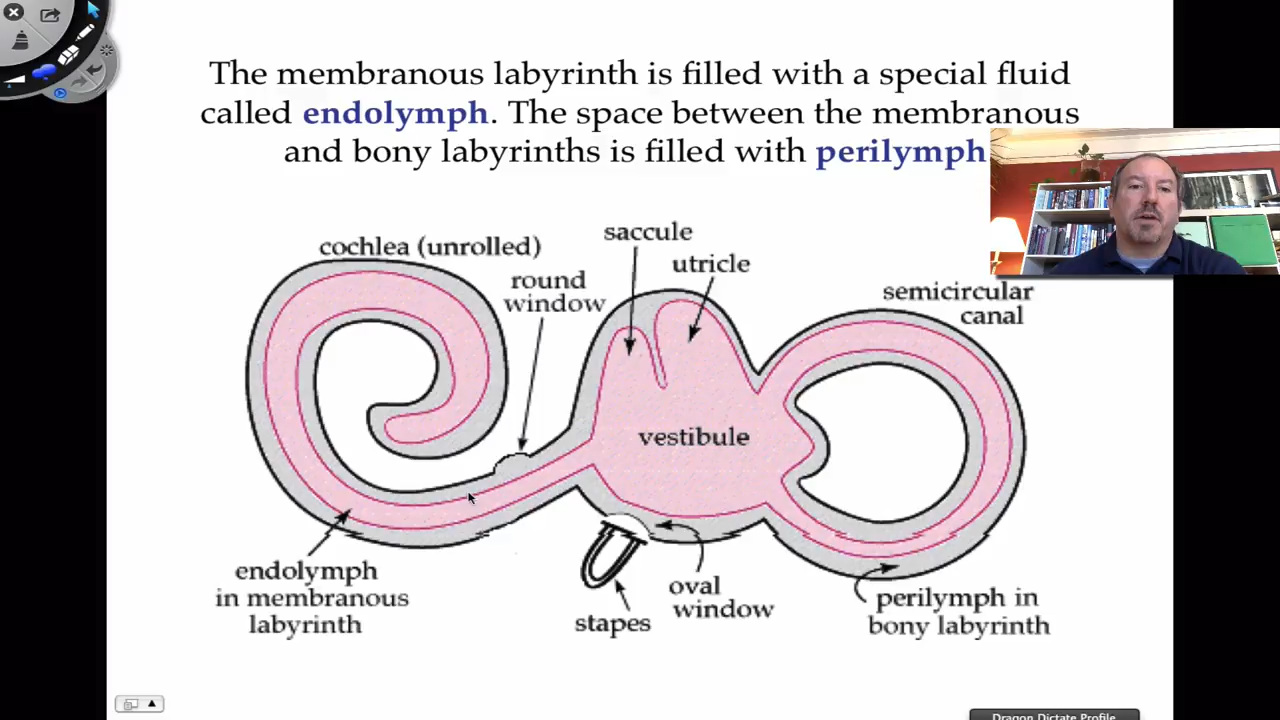 The membranous labyrinth is filled with a special fluid
called endolymph. The space between the membranous
and bony labyrinths is filled with perilymph
cochlea (unrolled)
saccule
utricle
round
window
semicircular
canal
vestibule
endolymph
in membranous
labyrinth
stapes
oval
window
perilymph in
bony labyrinth
Dragon Dictate Profile